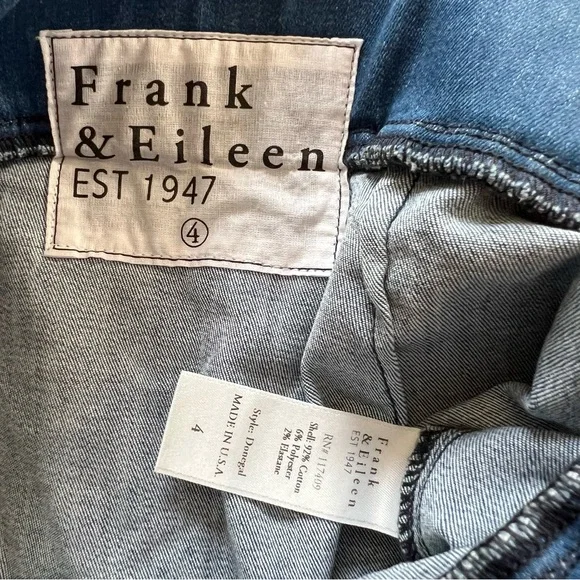 Frank
& Eileen
EST 1947
4
Frank
& Eileen
EST 1947
RN# 117409
Shell: 92% Cotton
6% Polyester
2% Elastane
Style: Donegal
MADE IN U.S.A.
4